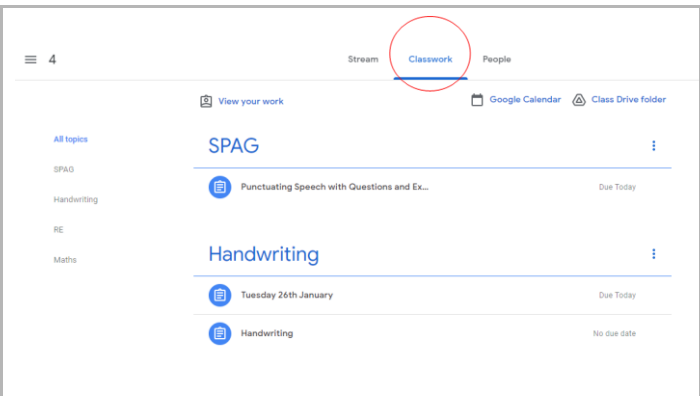 4
Stream Classwork People
View your work Google Calendar Class Drive folder
All topics
SPAG
Handwriting
RE
Maths
SPAG
Punctuating Speech with Questions and Ex... Due Today
Handwriting
Tuesday 26th January Due Today
Handwriting No due date